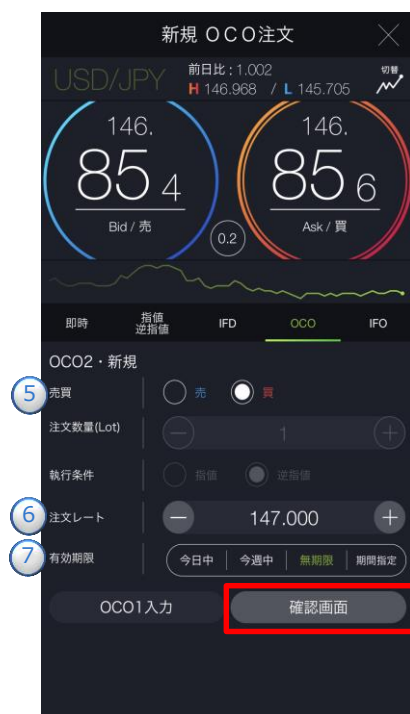 新規 OCO注文
USD/JPY
前日比 : 1.002
H 146.968 / L 145.705
切替
146.
85 4
Bid / 売
0.2
146.
85 6
Ask / 買
即時
指値
逆指値
IFD
OCO
IFO
OCO2・新規
5 売買 売 買
注文数量(Lot) 1
執行条件 指値 逆指値
6 注文レート 147.000
7 有効期限 今日中 今週中 無期限 期間指定
OCO1入力 確認画面